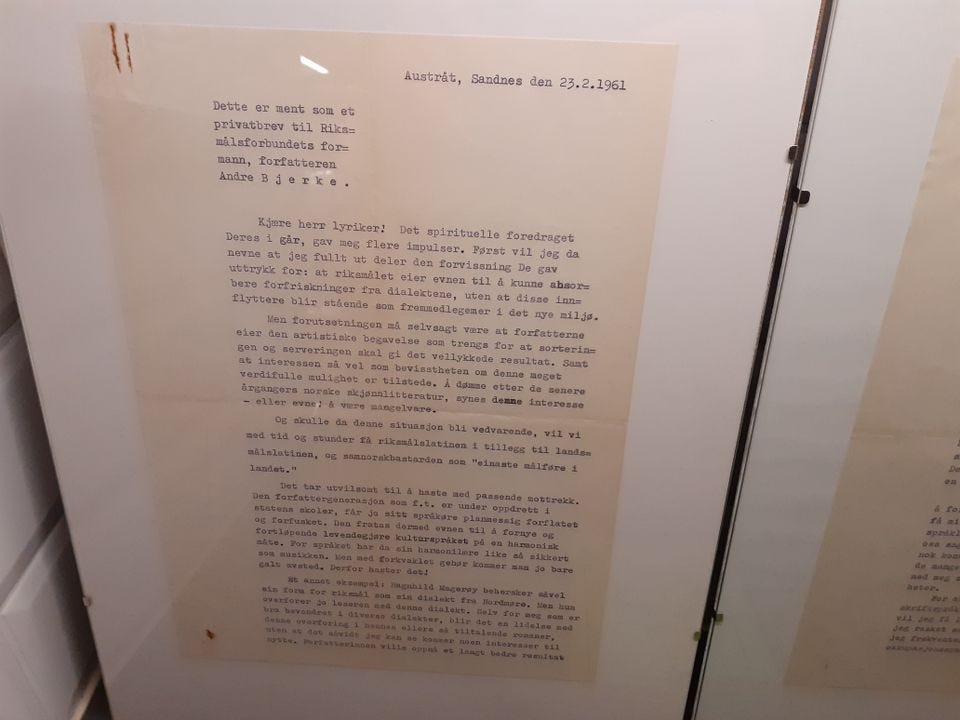 Austråt, Sandnes den 23.2.1961
Dette er ment som et
privatbrev til Riks=
målsforbundets for=
mann, forfatteren
Andre B j e r k e .
Kjære herr lyriker! Det spirituelle foredraget
Deres i går, gav meg flere impulser. Først vil jeg da
nevne at jeg fullt ut deler den forvissning De gav
uttrykk for: at riksmålet eier evnen til å kunne absor=
bere forfriskninger fra dialektene, uten at disse inn=
flyttere blir stående som fremmedlegemer i det nye miljø.
Men forutsetningen må selvsagt være at forfatterne
eier den artistiske begavelse som trengs for at sorterin=
gen og serveringen skal gi det vellykkede resultat. Samt
at interessen så vel som bevisstheten om denne meget
verdifulle mulighet er tilstede. Å dømme etter de senere
årgangers norske skjønnlitteratur, synes denne interesse
- eller evne! å være mangelvare.
Og skulle da denne situasjon bli vedvarende, vil vi
med tid og stunder få riksmålslatinen i tillegg til lands=
målslatinen, og samnorskbastarden som "einaste målføre i
landet."
Det tar utvilsomt til å haste med passende mottrekk.
Den forfattergenerasjon som f.t. er under oppdrett i
statens skoler, får jo sitt språkøre planmessig forflatet
og forfusket. Den fratas dermed evnen til å fornye og
fortløpende levendegjøre kulturspråket på en harmonisk
måte. For språket har da sin harmonilære like så sikkert
som musikken. Men med forkvaklet gehør kommer man jo bare
galt avsted. Derfor haster det!
Et annet eksempel: Magnhild Magerøy behersker såvel
ein form for rikmål som sin dialekt fra Nordmøre. Men hun
overfører jo leseren med denne dialekt. Selv for meg som er
bra bevandret i diverse dialekter, blir det en lidelse med
denne overføring i hennes ellers så tiltalende romaner,
uten at det såvidt jeg kan se kommer noen interesser til
nytte. Forfatterinnen ville oppnå et langt bedre resultat